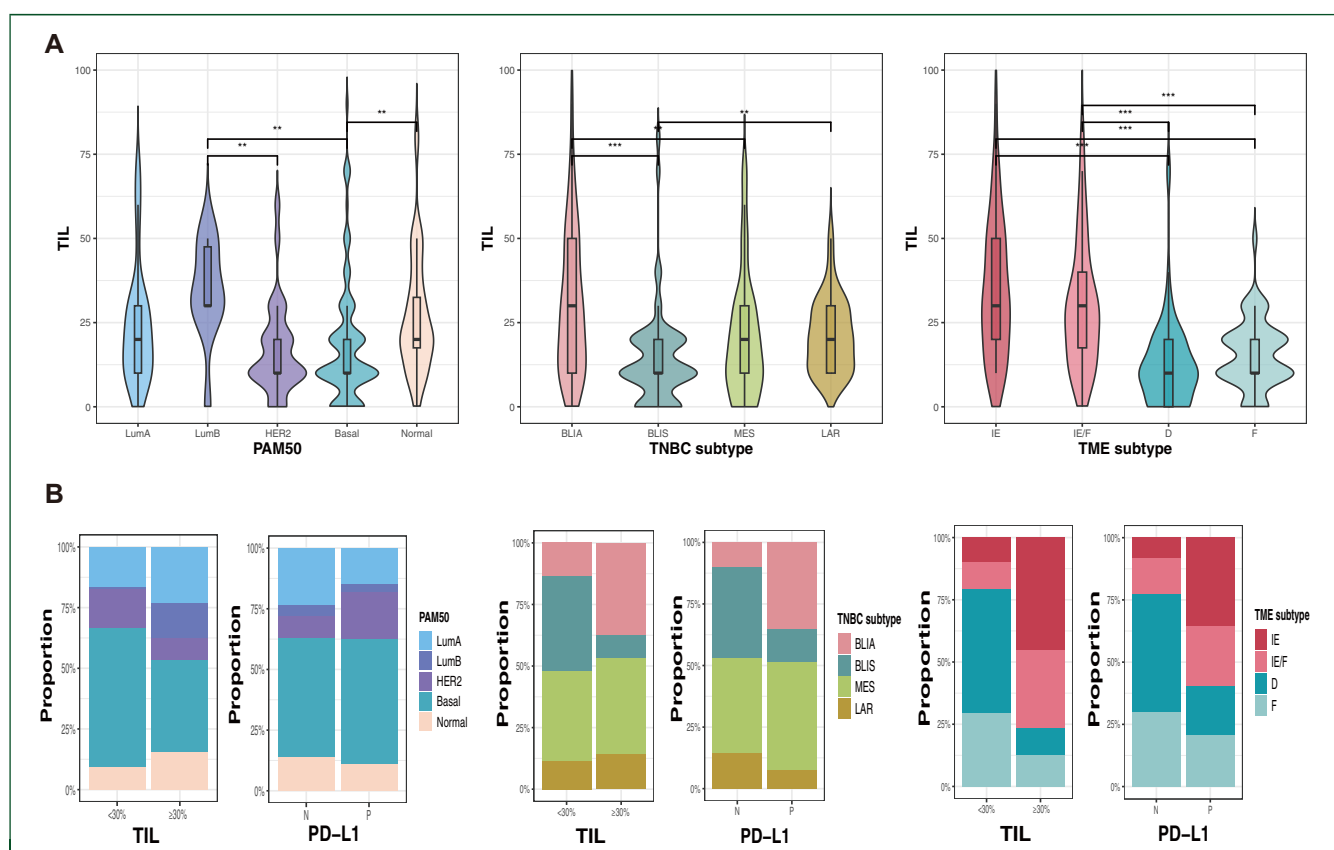 A
TIL
100
75
50
25
0
**
**
**
LumA LumB HER2 Basal Normal
PAM50
TIL
100
75
50
25
0
**
**
***
BLIA BLIS MES LAR
TNBC subtype
TIL
100
75
50
25
0
***
***
***
***
IE IE/F D F
TME subtype
B
Proportion
100%
75%
50%
25%
0%
<30% ≥30%
TIL
Proportion
100%
75%
50%
25%
0%
N P
PD-L1
PAM50
LumA
LumB
HER2
Basal
Normal
Proportion
100%
75%
50%
25%
0%
<30% ≥30%
TIL
Proportion
100%
75%
50%
25%
0%
N P
PD-L1
TNBC subtype
BLIA
BLIS
MES
LAR
Proportion
100%
75%
50%
25%
0%
<30% ≥30%
TIL
Proportion
100%
75%
50%
25%
0%
N P
PD-L1
TME subtype
IE
IE/F
D
F